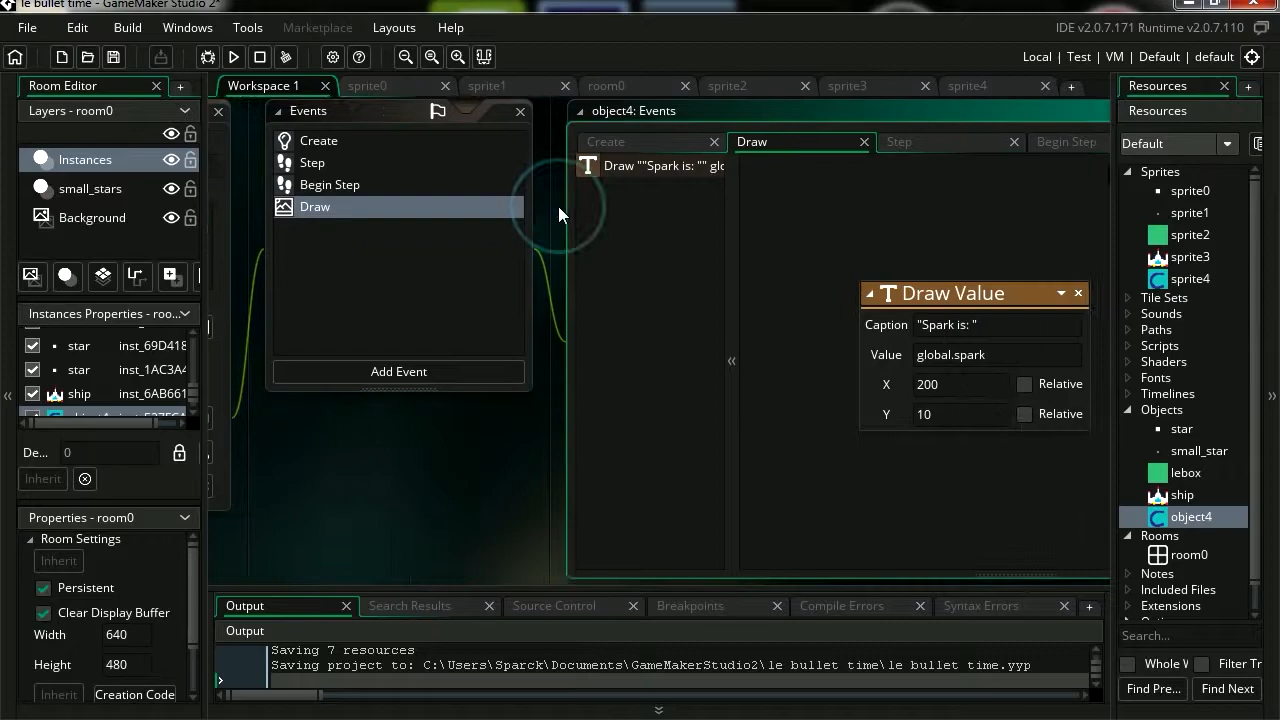 le bullet time - GameMaker Studio 2*
File Edit Build Windows Tools Marketplace Layouts Help
IDE v2.0.7.171 Runtime v2.0.7.110
Local | Test | VM | Default | default
Room Editor
Workspace 1 sprite0 sprite1 room0 sprite2 sprite3 sprite4
Resources
Layers - room0
Instances
small_stars
Background
Instances Properties - roo...
star inst_69D418
star inst_1AC3A4
ship inst_6AB661
De... 0
Inherit
Properties - room0
Room Settings
Inherit
Persistent
Clear Display Buffer
Width 640
Height 480
Inherit Creation Code
Events
Create
Step
Begin Step
Draw
Add Event
object4: Events
Create Draw Step Begin Step
Draw ""Spark is: "" glo
Draw Value
Caption "Spark is: "
Value global.spark
X 200 Relative
Y 10 Relative
Output Search Results Source Control Breakpoints Compile Errors Syntax Errors
Output
Saving 7 resources
Saving project to: C:\Users\Sparck\Documents\GameMakerStudio2\le bullet time\le bullet time.yyp
Resources
Default
Sprites
sprite0
sprite1
sprite2
sprite3
sprite4
Tile Sets
Sounds
Paths
Scripts
Shaders
Fonts
Timelines
Objects
star
small_star
lebox
ship
object4
Rooms
room0
Notes
Included Files
Extensions
Search...
Whole W Filter Tr
Find Pre... Find Next